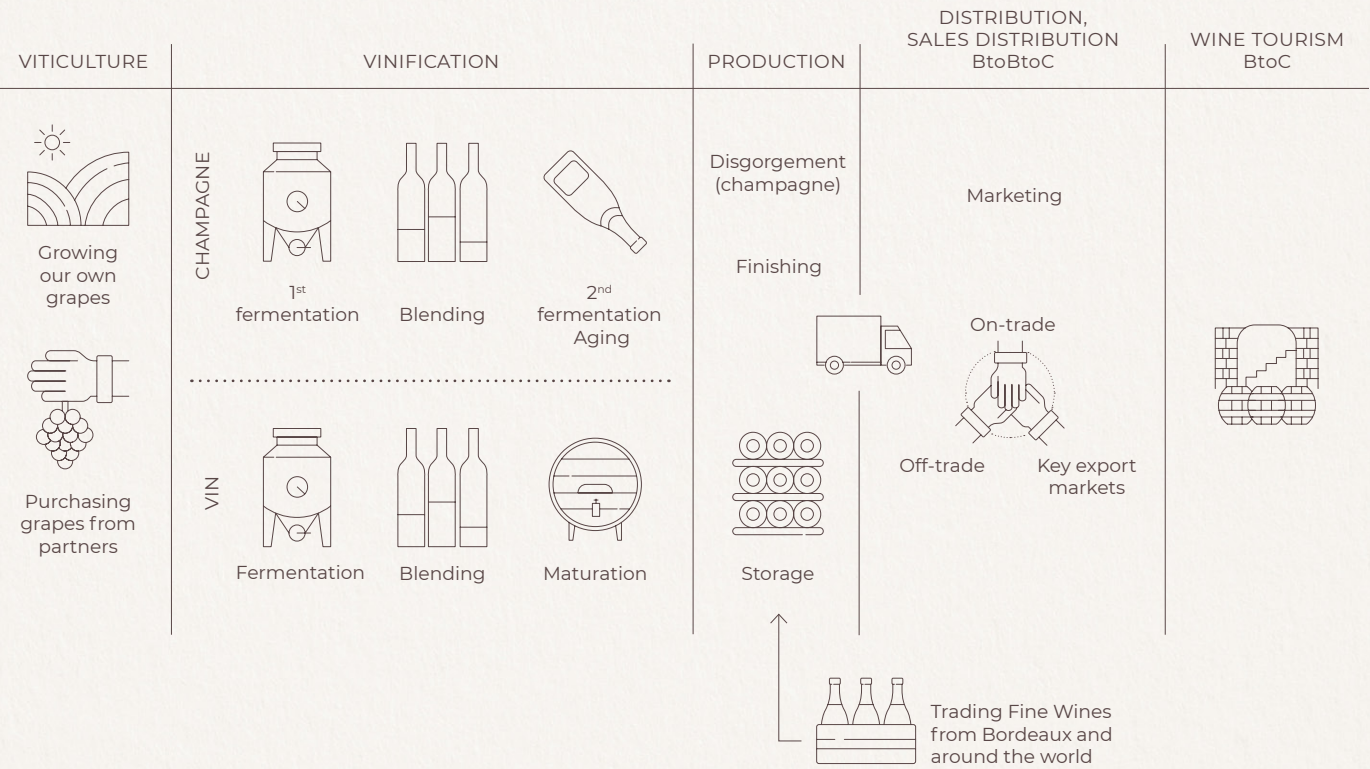 VITICULTURE
VINIFICATION
PRODUCTION
DISTRIBUTION,
SALES DISTRIBUTION
BtoBtoC
WINE TOURISM
BtoC
Growing
our own
grapes
Purchasing
grapes from
partners
CHAMPAGNE
1st
fermentation
Blending
2nd
fermentation
Aging
VIN
Fermentation
Blending
Maturation
Disgorgement
(champagne)
Finishing
Storage
Marketing
On-trade
Off-trade
Key export
markets
Trading Fine Wines
from Bordeaux and
around the world